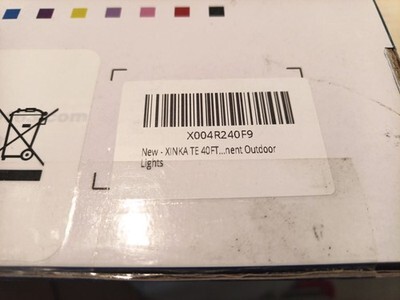 X004R240F9
New - XINKA TE 40FT...nent Outdoor
Lights